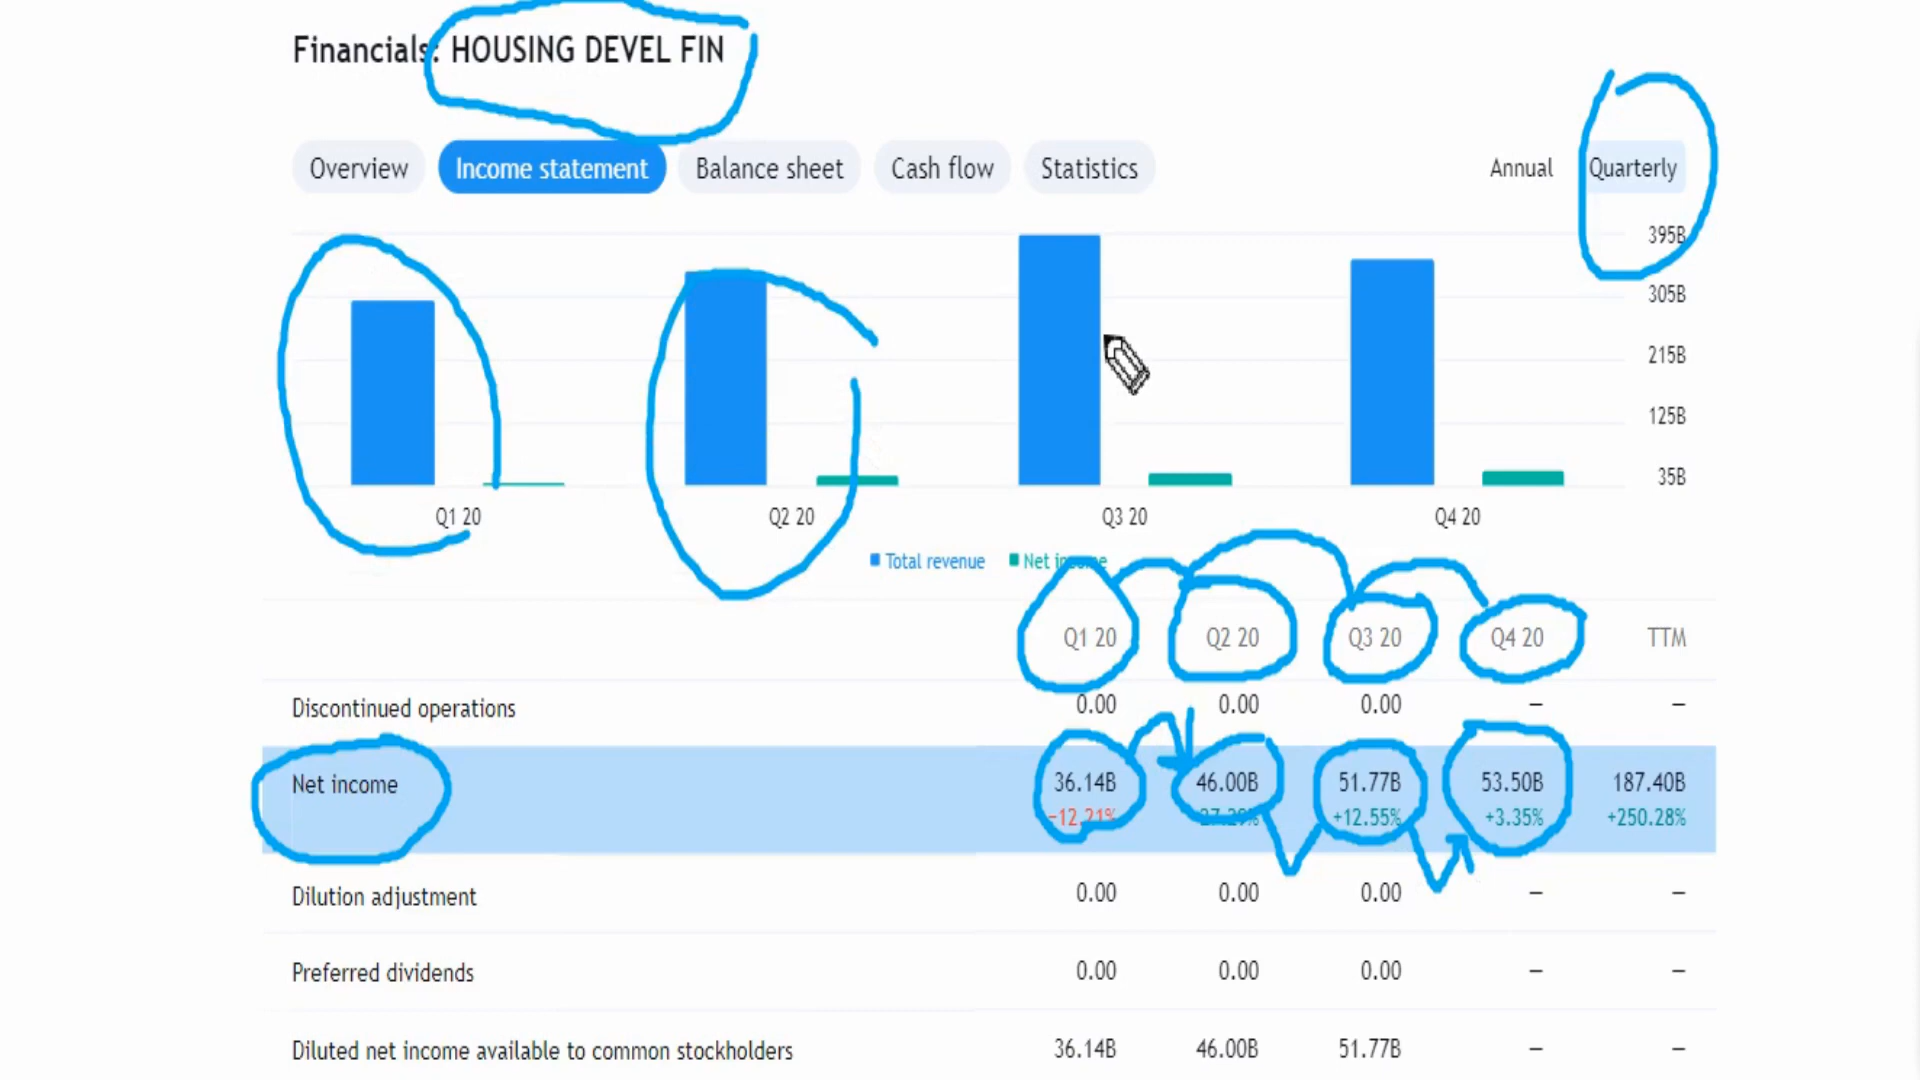 Financials: HOUSING DEVEL FIN
Overview Income statement Balance sheet Cash flow Statistics Annual Quarterly
395B
305B
215B
125B
35B
Q1 20 Q2 20 Q3 20 Q4 20
Total revenue Net income
Q1 20 Q2 20 Q3 20 Q4 20 TTM
Discontinued operations 0.00 0.00 0.00 — —
Net income 36.14B 46.00B 51.77B 53.50B 187.40B
−12.21% +12.55% +3.35% +250.28%
Dilution adjustment 0.00 0.00 0.00 — —
Preferred dividends 0.00 0.00 0.00 — —
Diluted net income available to common stockholders 36.14B 46.00B 51.77B — —